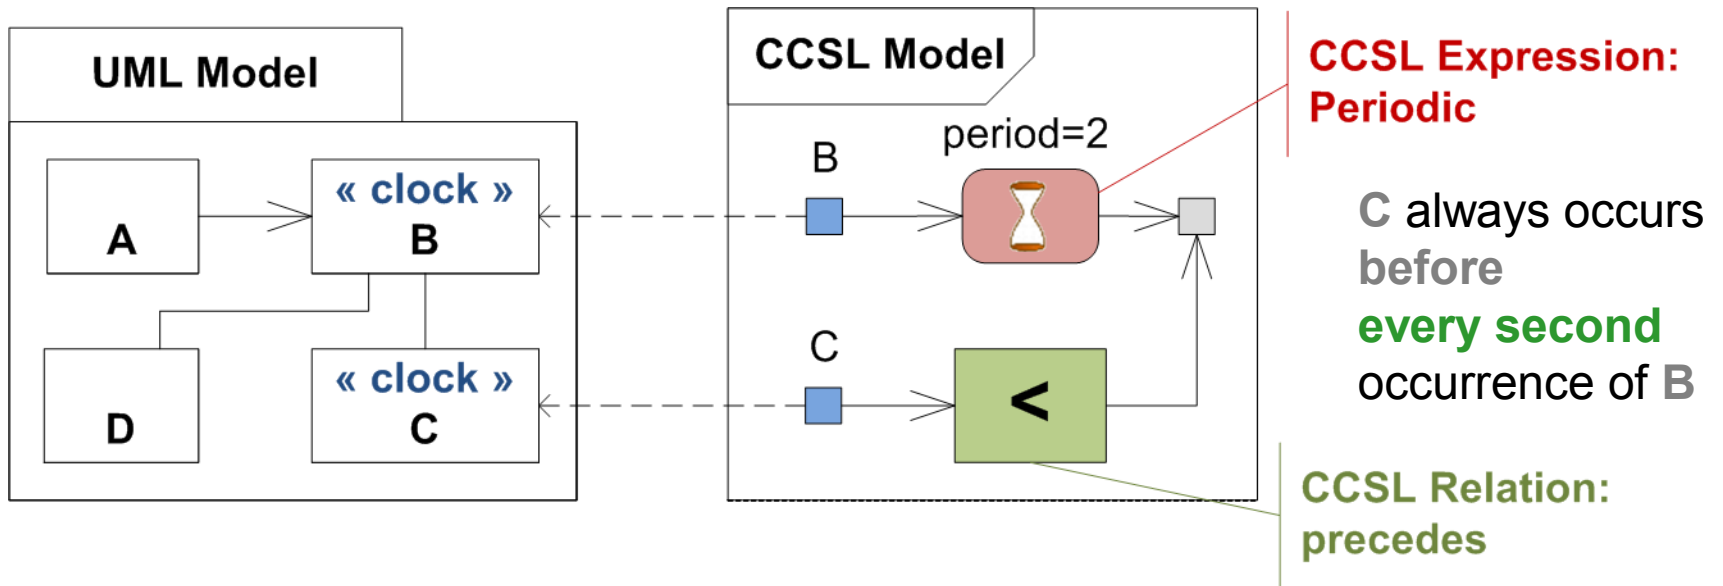 UML Model
A
« clock »
B
D
« clock »
C
CCSL Model
B
period=2
C
<
CCSL Expression:
Periodic
C always occurs
before
every second
occurrence of B
CCSL Relation:
precedes